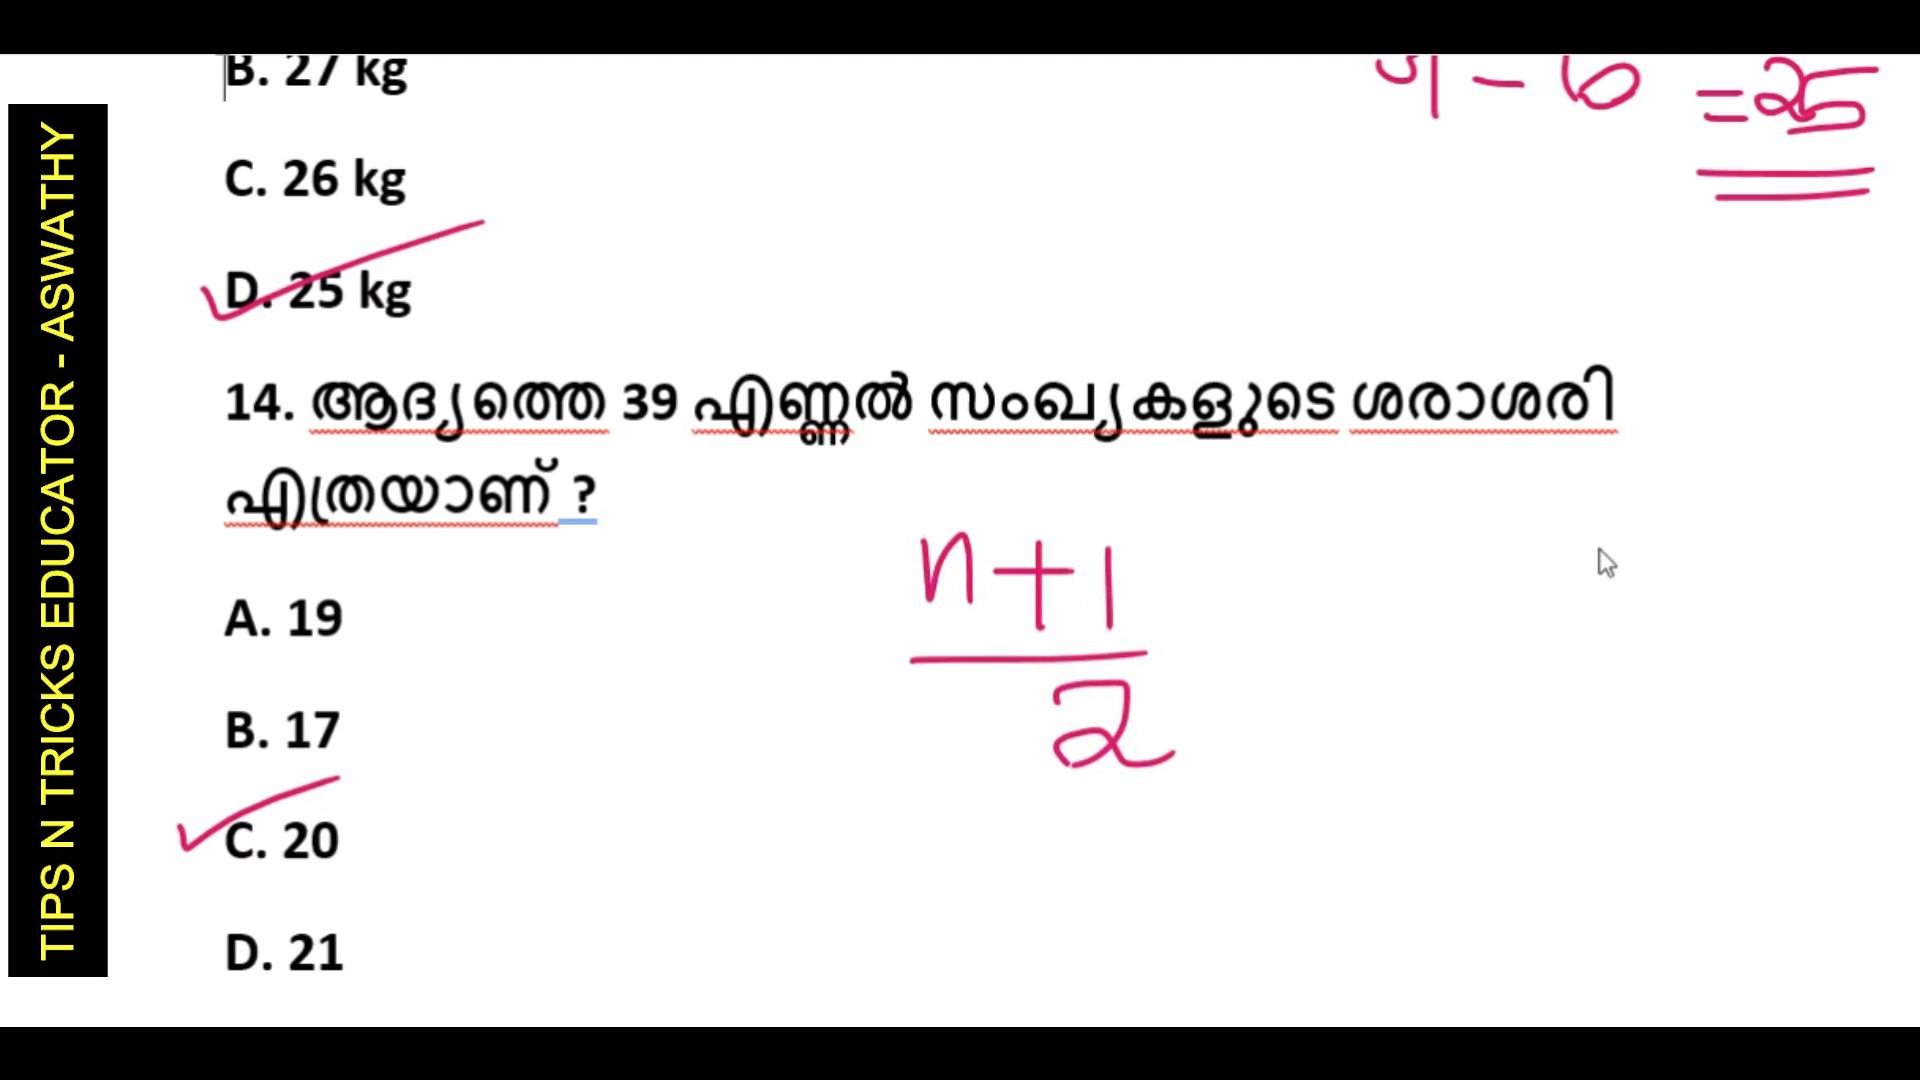 TIPS N TRICKS EDUCATOR - ASWATHY
B. 27 kg
- 6 = 25
C. 26 kg
D. 25 kg
14. ആദ്യത്തെ 39 എണ്ണൽ സംഖ്യകളുടെ ശരാശരി
എത്രയാണ് ?
n+1
2
A. 19
B. 17
C. 20
D. 21